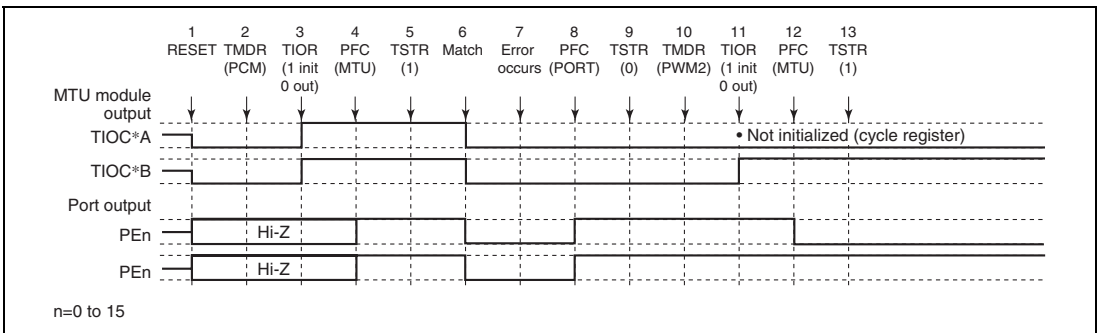 1 2 3 4 5 6 7 8 9 10 11 12 13
RESET TMDR TIOR PFC TSTR Match Error PFC TSTR TMDR TIOR PFC TSTR
(PCM) (1 init (MTU) (1) occurs (PORT) (0) (PWM2) (1 init (MTU) (1)
0 out) 0 out)
MTU module
output
TIOC*A
• Not initialized (cycle register)
TIOC*B
Port output
PEn
Hi-Z
PEn
Hi-Z
n=0 to 15